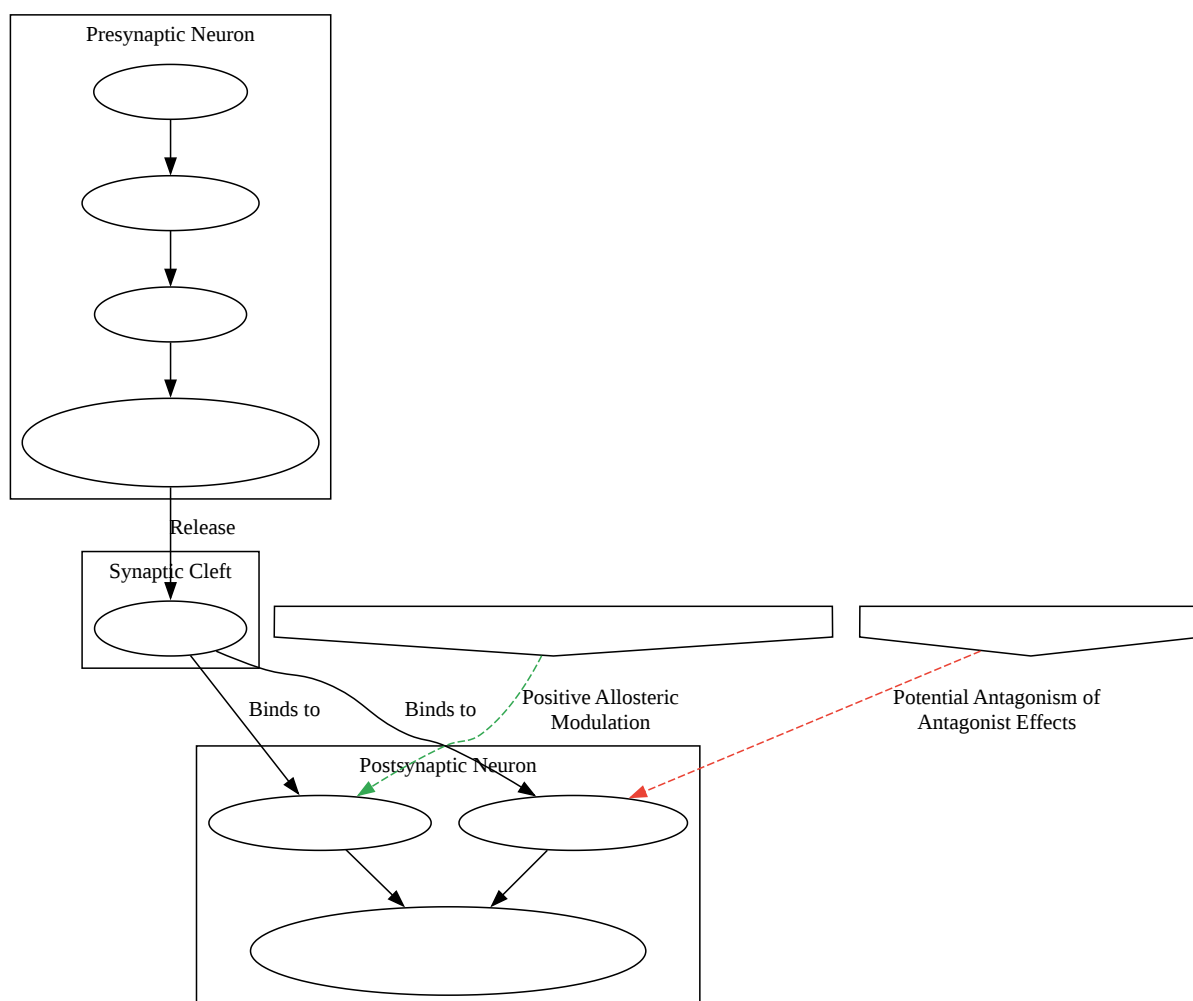 Presynaptic Neuron
Release
Synaptic Cleft
Binds to
Binds to
Positive Allosteric
Modulation
Potential Antagonism of
Antagonist Effects
Postsynaptic Neuron